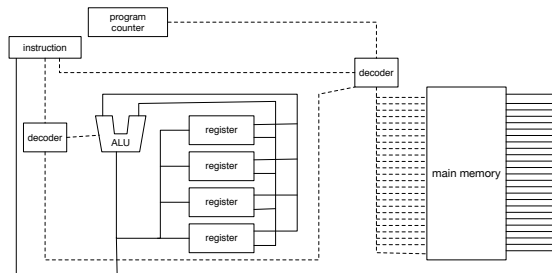 program
counter
instruction
decoder
register
decoder
ALU
register
main memory
register
register